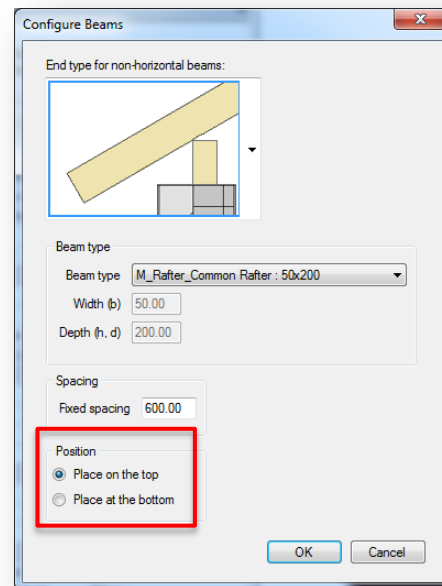 Configure Beams
End type for non-horizontal beams:
Beam type
Beam type M_Rafter_Common Rafter : 50x200
Width (b) 50.00
Depth (h, d) 200.00
Spacing
Fixed spacing 600.00
Position
Place on the top
Place at the bottom
OK Cancel